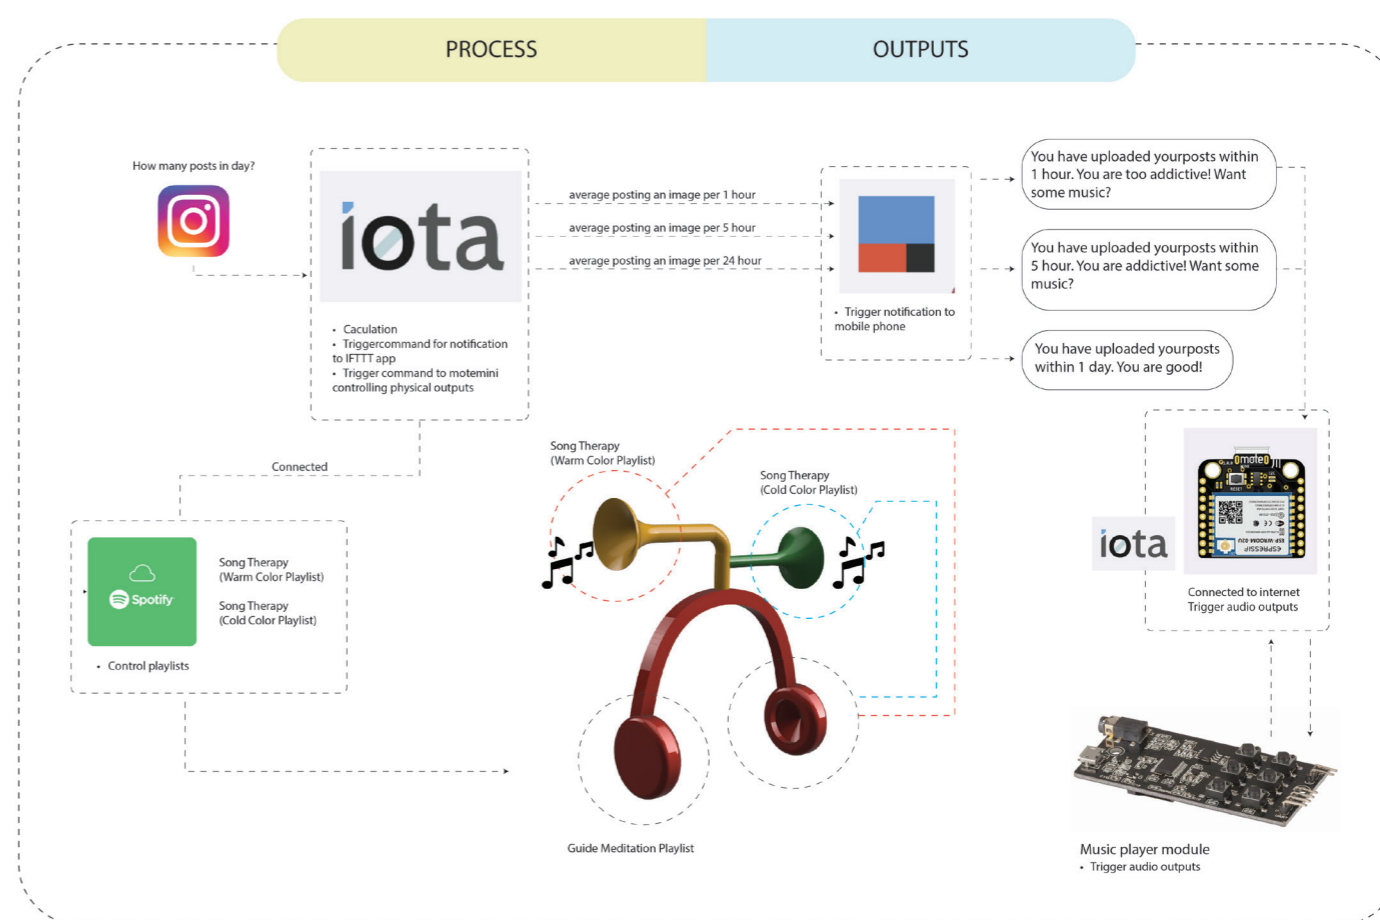 PROCESS
OUTPUTS
How many posts in day?
iota
• Caculation
• Triggercommand for notification
to IFTTT app
• Trigger command to motemini
controlling physical outputs
average posting an image per 1 hour
average posting an image per 5 hour
average posting an image per 24 hour
• Trigger notification to
mobile phone
You have uploaded yourposts within
1 hour. You are too addictive! Want
some music?
You have uploaded yourposts within
5 hour. You are addictive! Want some
music?
You have uploaded yourposts
within 1 day. You are good!
Connected
Spotify
Song Therapy
(Warm Color Playlist)
Song Therapy
(Cold Color Playlist)
• Control playlists
Song Therapy
(Warm Color Playlist)
Song Therapy
(Cold Color Playlist)
Guide Meditation Playlist
iota
mote
RESET
ESP-WROOM-02U
ESPRESSIF
Connected to internet
Trigger audio outputs
Music player module
• Trigger audio outputs